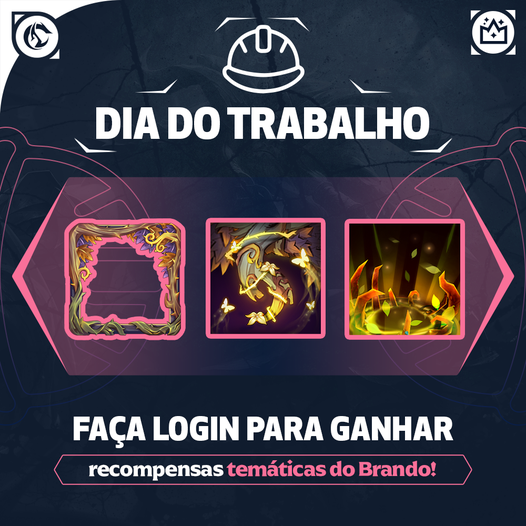 DIA DO TRABALHO
FAÇA LOGIN PARA GANHAR
recompensas temáticas do Brando!